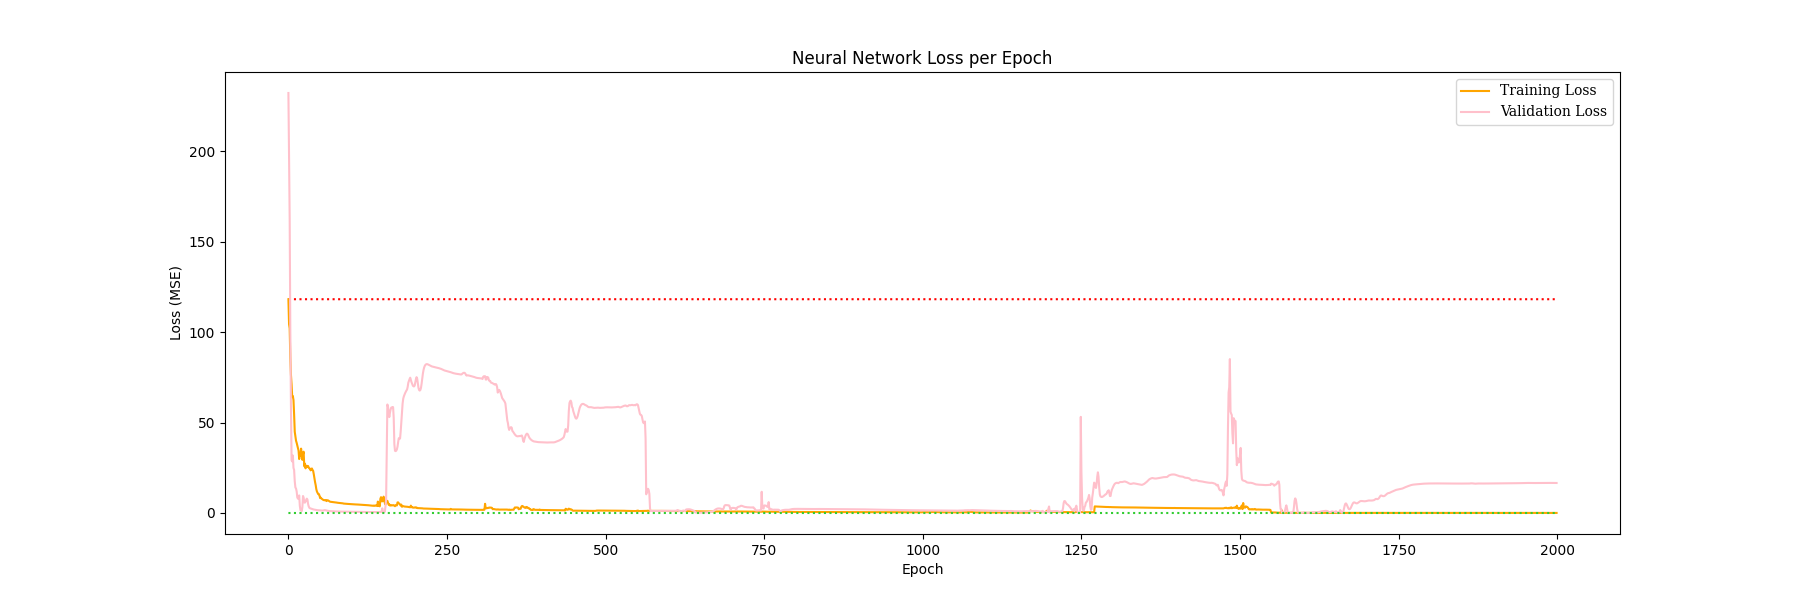 Neural Network Loss per Epoch
Training Loss
Validation Loss
200
150
100
50
0
Loss (MSE)
0 250 500 750 1000 1250 1500 1750 2000
Epoch